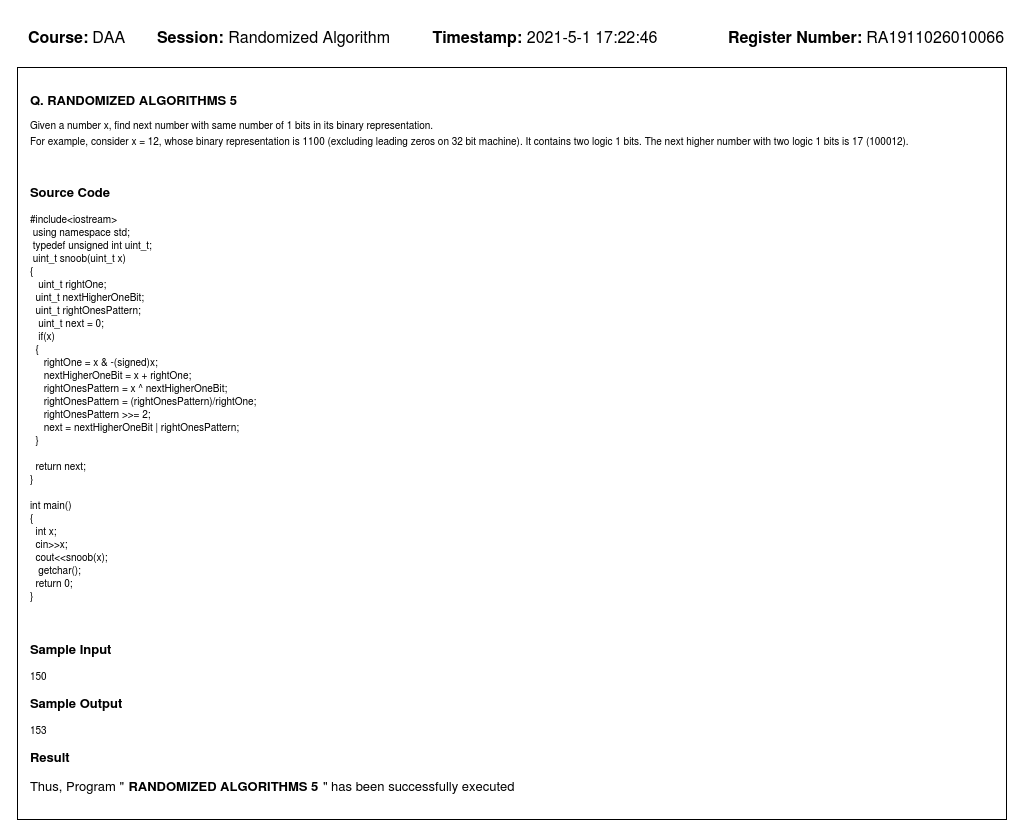 Course: DAA Session: Randomized Algorithm Timestamp: 2021-5-1 17:22:46 Register Number: RA1911026010066
Q. RANDOMIZED ALGORITHMS 5
Given a number x, find next number with same number of 1 bits in its binary representation.
For example, consider x = 12, whose binary representation is 1100 (excluding leading zeros on 32 bit machine). It contains two logic 1 bits. The next higher number with two logic 1 bits is 17 (100012).
Source Code
#include<iostream>
using namespace std;
typedef unsigned int uint_t;
uint_t snoob(uint_t x)
{
uint_t rightOne;
uint_t nextHigherOneBit;
uint_t rightOnesPattern;
uint_t next = 0;
if(x)
{
rightOne = x & -(signed)x;
nextHigherOneBit = x + rightOne;
rightOnesPattern = x ^ nextHigherOneBit;
rightOnesPattern = (rightOnesPattern)/rightOne;
rightOnesPattern >>= 2;
next = nextHigherOneBit | rightOnesPattern;
}
return next;
}
int main()
{
int x;
cin>>x;
cout<<snoob(x);
getchar();
return 0;
}
Sample Input
150
Sample Output
153
Result
Thus, Program " RANDOMIZED ALGORITHMS 5 " has been successfully executed